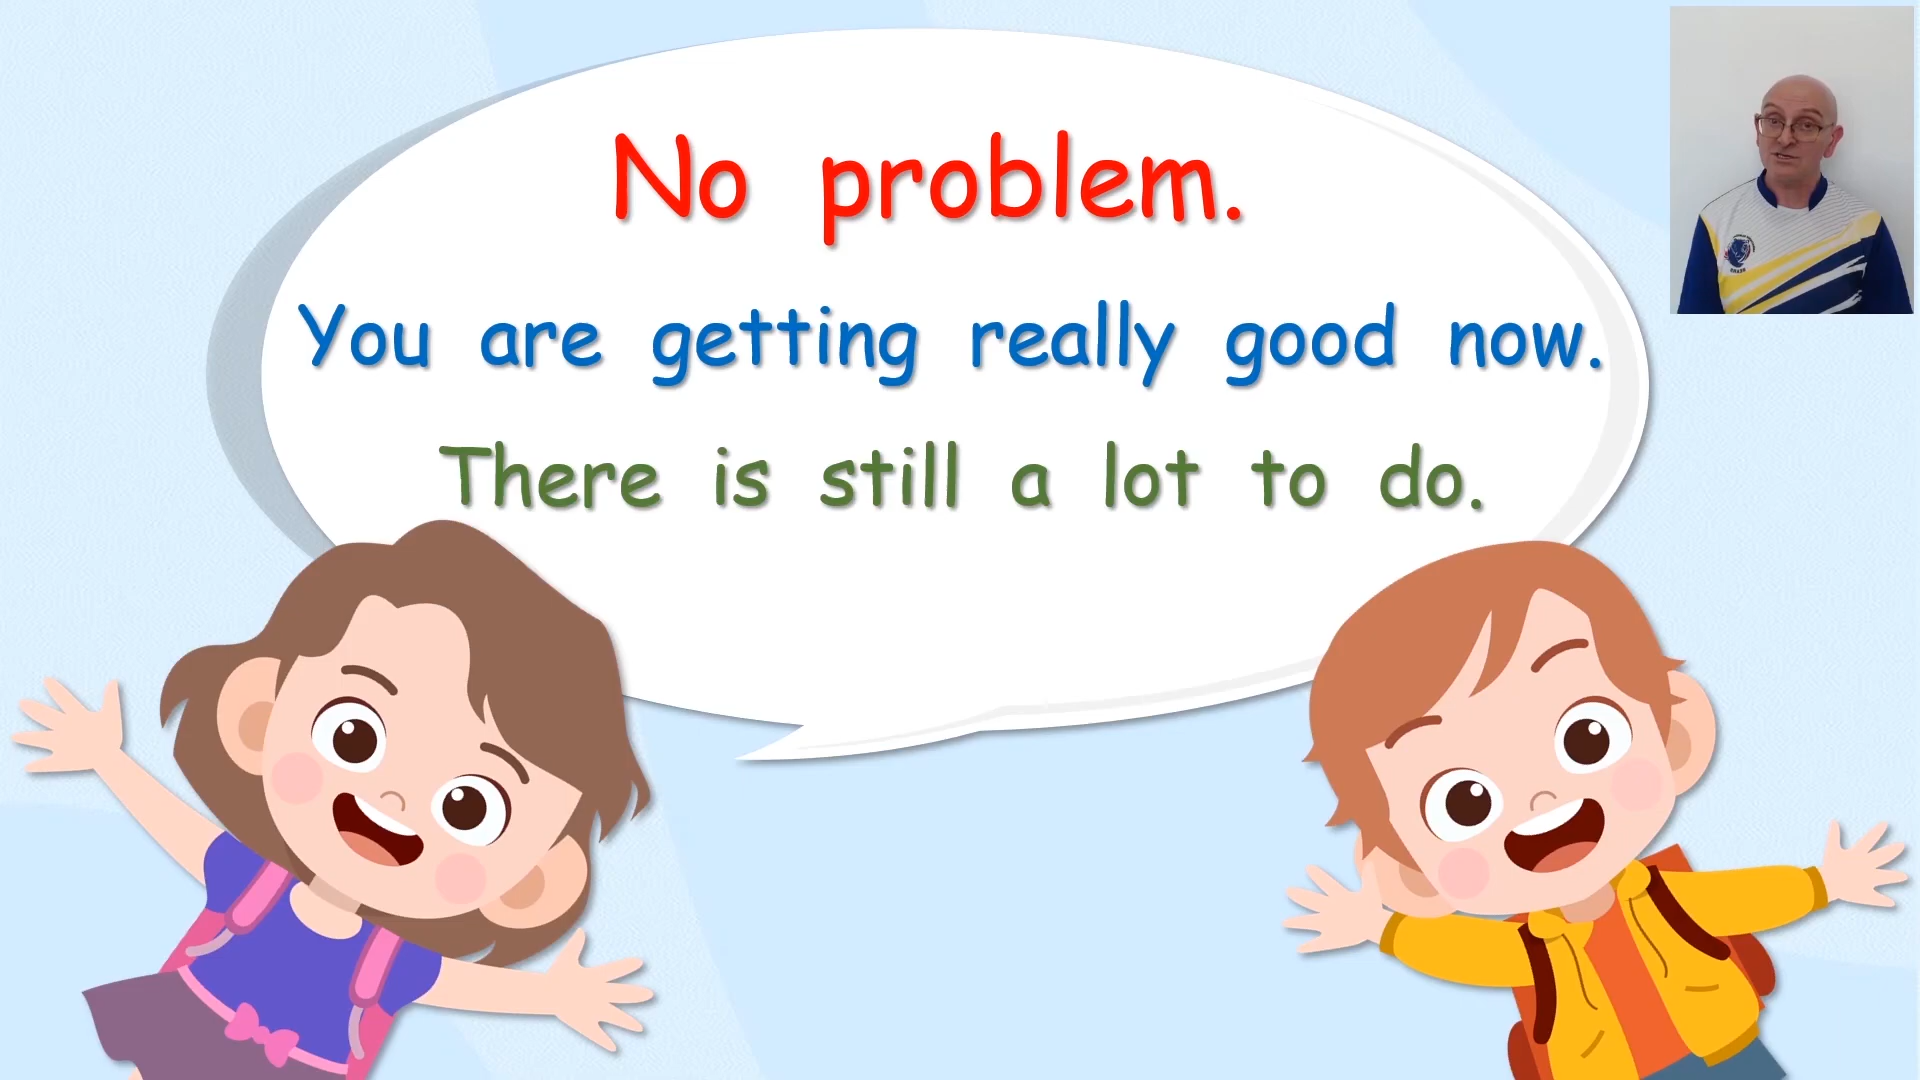 No problem.
You are getting really good now.
There is still a lot to do.